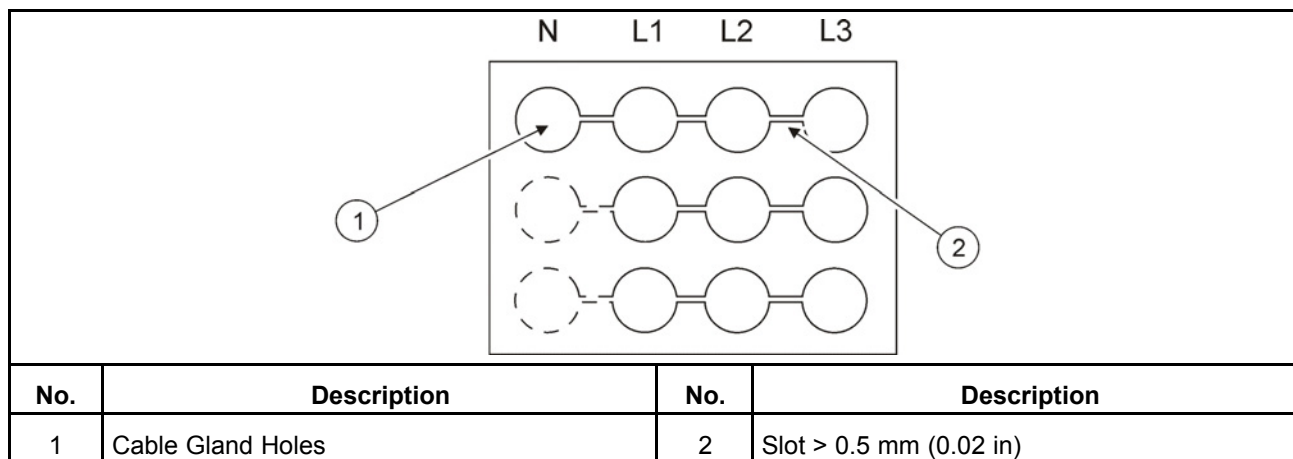 N L1 L2 L3
1
2
No. Description No. Description
1 Cable Gland Holes 2 Slot > 0.5 mm (0.02 in)